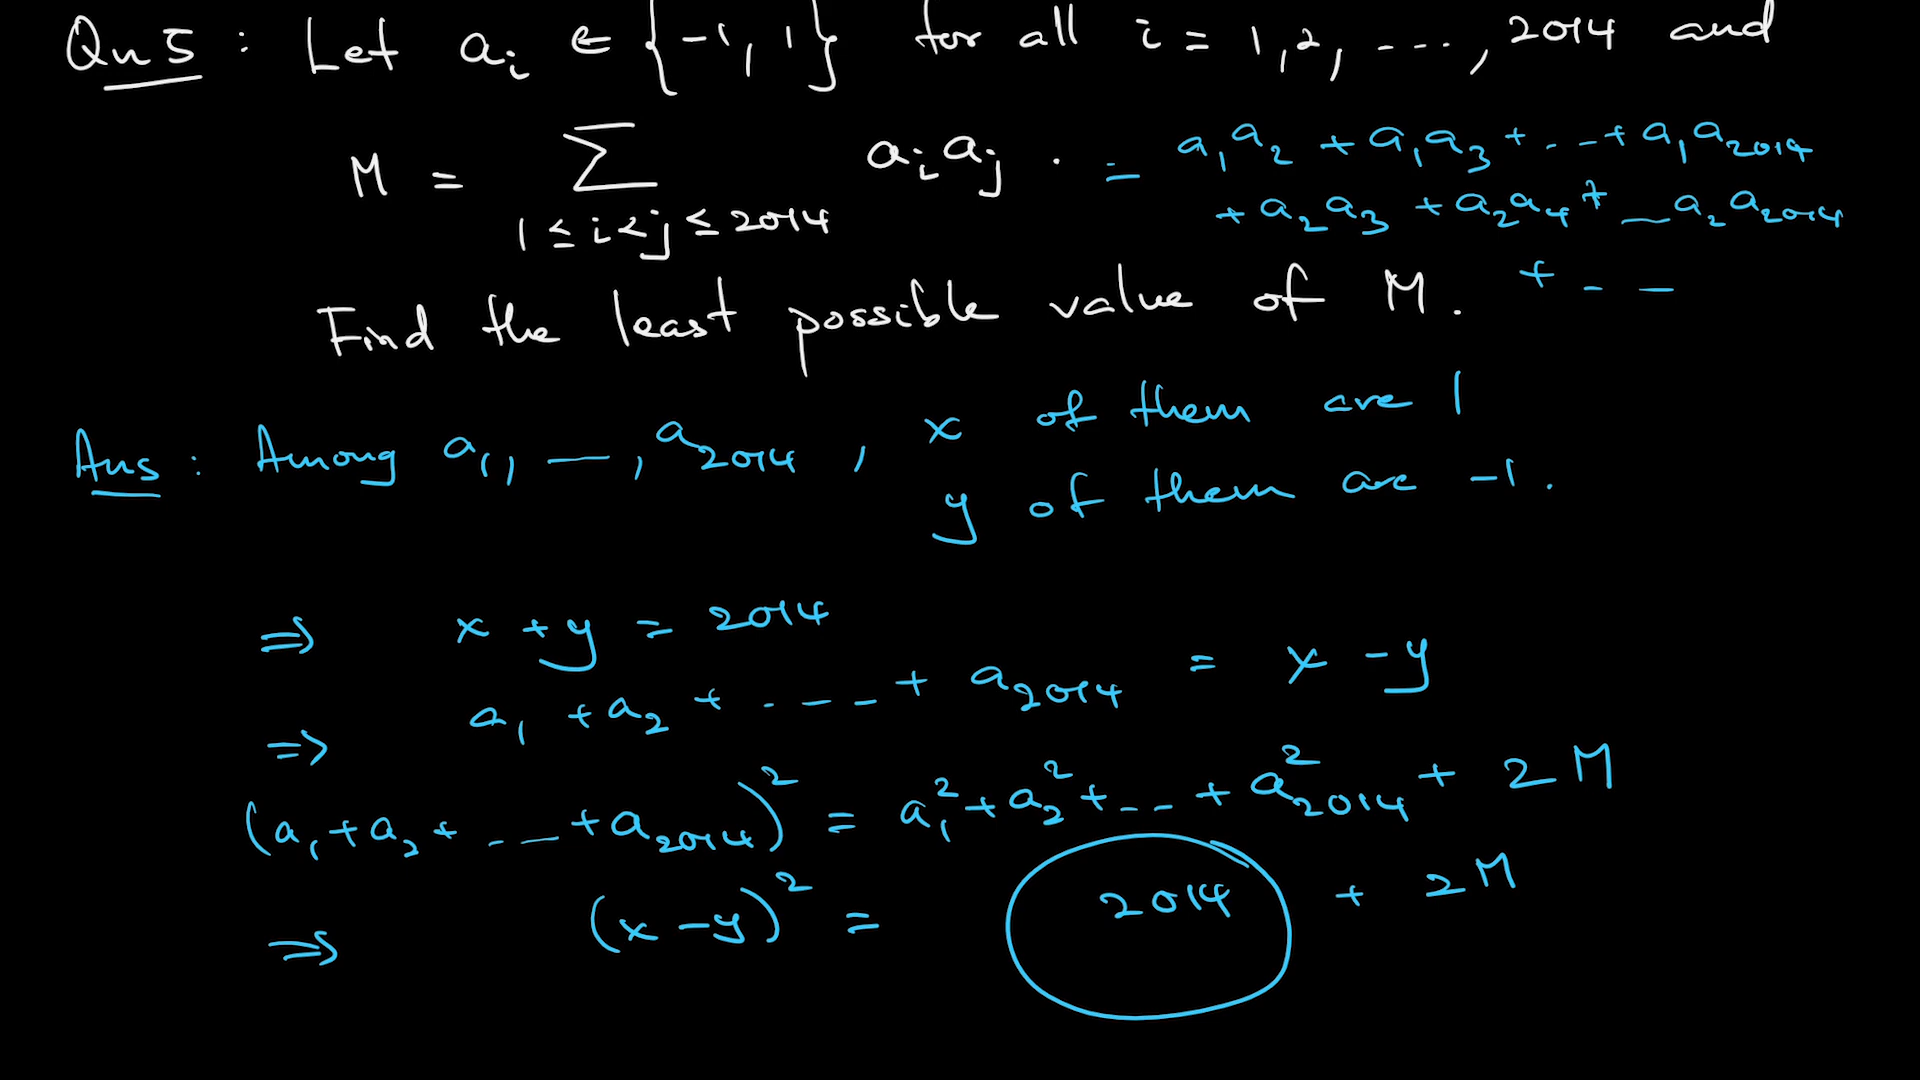 Qn 5 : Let aᵢ ∈ {-1, 1} for all i = 1, 2, ----, 2014 and
M = ∑ aᵢ aⱼ . = a₁a₂ + a₁a₃ + - - + a₁a₂₀₁₄
1 ≤ i < j ≤ 2014 + a₂a₃ + a₂a₄ + — a₂a₂₀₁₄
+ - -
Find the least possible value of M.
Ans : Among a₁, —, a₂₀₁₄, x of them are 1
y of them are -1.
⇒ x + y = 2014
⇒ a₁ + a₂ + - - - - + a₂₀₁₄ = x - y
(a₁ + a₂ + - — + a₂₀₁₄)² = a₁² + a₂² + - - + a₂₀₁₄² + 2M
⇒ (x - y)² = 2014 + 2M